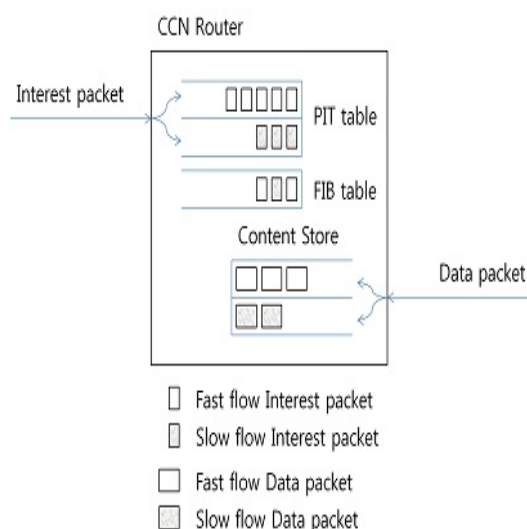 CCN Router
Interest packet
PIT table
FIB table
Content Store
Data packet
Fast flow Interest packet
Slow flow Interest packet
Fast flow Data packet
Slow flow Data packet